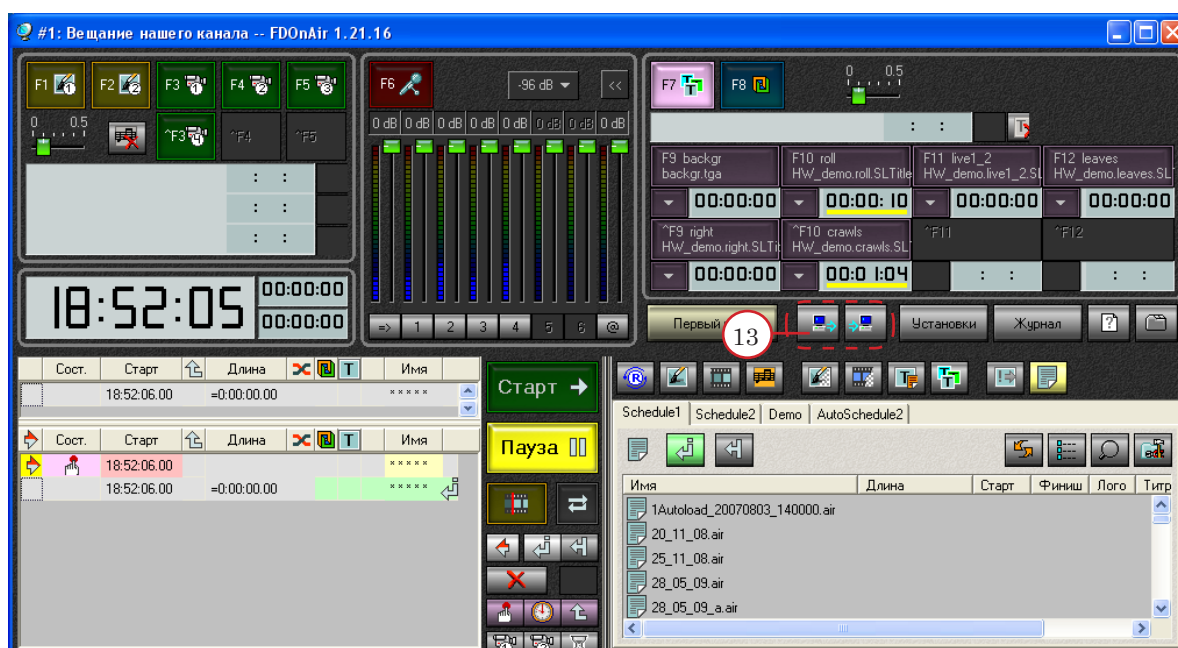 #1: Вещание нашего канала -- FDOnAir 1.21.16
F1 F2 F3 F4 F5
0 0.5
^F3 ^F4 ^F5
: :
: :
: :
18:52:05
00:00:00
00:00:00
F6 -96 dB <<
0 dB 0 dB 0 dB 0 dB 0 dB 0 dB 0 dB 0 dB
=> 1 2 3 4 5 6 @
F7 F8 0 0.5
: :
F9 backgr
backgr.tga
F10 roll
HW_demo.roll.SLTitle
F11 live1_2
HW_demo.live1_2.SL
F12 leaves
HW_demo.leaves.SL
00:00:00 00:00:10 00:00:00 00:00:00
^F9 right
HW_demo.right.SLTi
^F10 crawls
HW_demo.crawls.SL
^F11
^F12
00:00:00 00:01:04 : : : :
Первый
13
Установки Журнал ?
Сост. Старт Длина T Имя
18:52:06.00 =0:00:00.00 *****
Сост. Старт Длина T Имя
18:52:06.00 *****
18:52:06.00 =0:00:00.00 *****
Старт
Пауза
Schedule1 Schedule2 Demo AutoSchedule2
Имя Длина Старт Финиш Лого Титр
1Autoload_20070803_140000.air
20_11_08.air
25_11_08.air
28_05_09.air
28_05_09_a.air